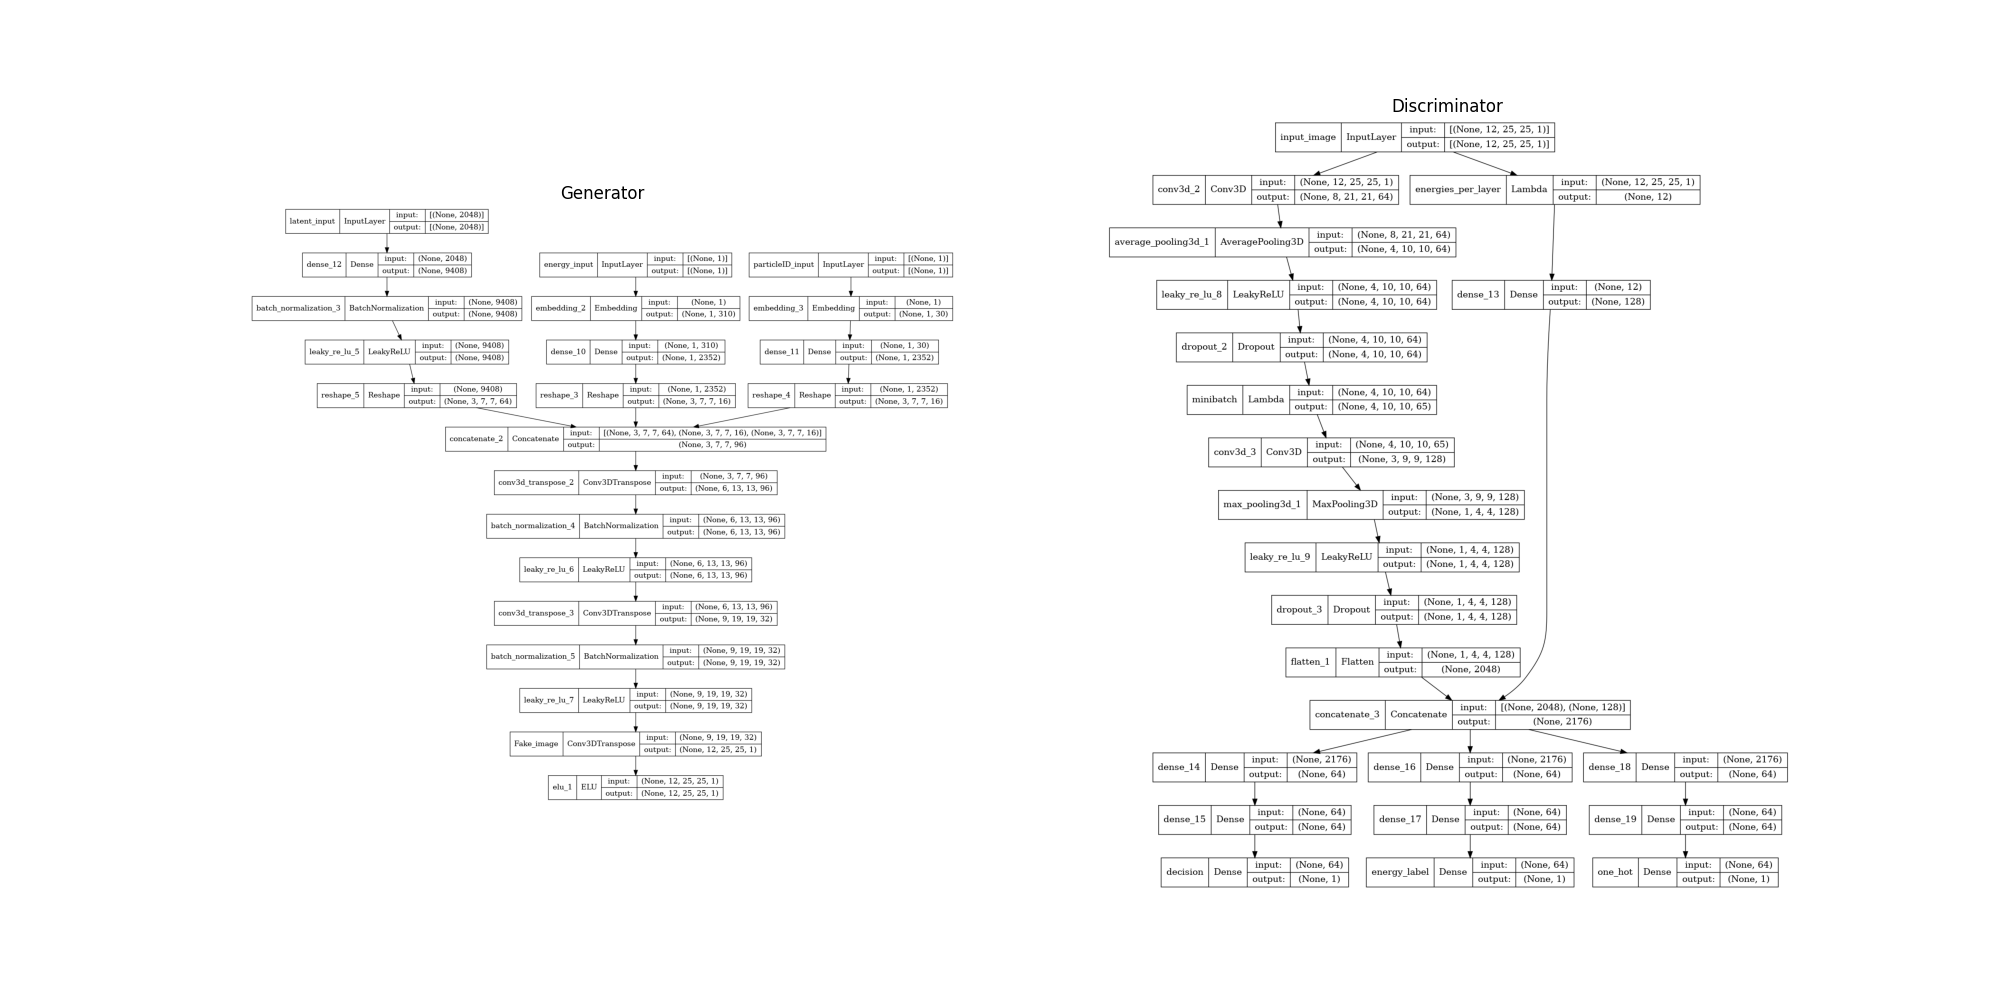 Generator
latent_input InputLayer input: [(None, 2048)]
output: [(None, 2048)]
dense_12 Dense input: (None, 2048)
output: (None, 9408)
energy_input InputLayer input: [(None, 1)]
output: [(None, 1)]
particleID_input InputLayer input: [(None, 1)]
output: [(None, 1)]
batch_normalization_3 BatchNormalization input: (None, 9408)
output: (None, 9408)
embedding_2 Embedding input: (None, 1)
output: (None, 1, 310)
embedding_3 Embedding input: (None, 1)
output: (None, 1, 30)
leaky_re_lu_5 LeakyReLU input: (None, 9408)
output: (None, 9408)
dense_10 Dense input: (None, 1, 310)
output: (None, 1, 2352)
dense_11 Dense input: (None, 1, 30)
output: (None, 1, 2352)
reshape_5 Reshape input: (None, 9408)
output: (None, 3, 7, 7, 64)
reshape_3 Reshape input: (None, 1, 2352)
output: (None, 3, 7, 7, 16)
reshape_4 Reshape input: (None, 1, 2352)
output: (None, 3, 7, 7, 16)
concatenate_2 Concatenate input: [(None, 3, 7, 7, 64), (None, 3, 7, 7, 16), (None, 3, 7, 7, 16)]
output: (None, 3, 7, 7, 96)
conv3d_transpose_2 Conv3DTranspose input: (None, 3, 7, 7, 96)
output: (None, 6, 13, 13, 96)
batch_normalization_4 BatchNormalization input: (None, 6, 13, 13, 96)
output: (None, 6, 13, 13, 96)
leaky_re_lu_6 LeakyReLU input: (None, 6, 13, 13, 96)
output: (None, 6, 13, 13, 96)
conv3d_transpose_3 Conv3DTranspose input: (None, 6, 13, 13, 96)
output: (None, 9, 19, 19, 32)
batch_normalization_5 BatchNormalization input: (None, 9, 19, 19, 32)
output: (None, 9, 19, 19, 32)
leaky_re_lu_7 LeakyReLU input: (None, 9, 19, 19, 32)
output: (None, 9, 19, 19, 32)
Fake_image Conv3DTranspose input: (None, 9, 19, 19, 32)
output: (None, 12, 25, 25, 1)
elu_1 ELU input: (None, 12, 25, 25, 1)
output: (None, 12, 25, 25, 1)
Discriminator
input_image InputLayer input: [(None, 12, 25, 25, 1)]
output: [(None, 12, 25, 25, 1)]
conv3d_2 Conv3D input: (None, 12, 25, 25, 1)
output: (None, 8, 21, 21, 64)
energies_per_layer Lambda input: (None, 12, 25, 25, 1)
output: (None, 12)
average_pooling3d_1 AveragePooling3D input: (None, 8, 21, 21, 64)
output: (None, 4, 10, 10, 64)
leaky_re_lu_8 LeakyReLU input: (None, 4, 10, 10, 64)
output: (None, 4, 10, 10, 64)
dense_13 Dense input: (None, 12)
output: (None, 128)
dropout_2 Dropout input: (None, 4, 10, 10, 64)
output: (None, 4, 10, 10, 64)
minibatch Lambda input: (None, 4, 10, 10, 64)
output: (None, 4, 10, 10, 65)
conv3d_3 Conv3D input: (None, 4, 10, 10, 65)
output: (None, 3, 9, 9, 128)
max_pooling3d_1 MaxPooling3D input: (None, 3, 9, 9, 128)
output: (None, 1, 4, 4, 128)
leaky_re_lu_9 LeakyReLU input: (None, 1, 4, 4, 128)
output: (None, 1, 4, 4, 128)
dropout_3 Dropout input: (None, 1, 4, 4, 128)
output: (None, 1, 4, 4, 128)
flatten_1 Flatten input: (None, 1, 4, 4, 128)
output: (None, 2048)
concatenate_3 Concatenate input: [(None, 2048), (None, 128)]
output: (None, 2176)
dense_14 Dense input: (None, 2176)
output: (None, 64)
dense_16 Dense input: (None, 2176)
output: (None, 64)
dense_18 Dense input: (None, 2176)
output: (None, 64)
dense_15 Dense input: (None, 64)
output: (None, 64)
dense_17 Dense input: (None, 64)
output: (None, 64)
dense_19 Dense input: (None, 64)
output: (None, 64)
decision Dense input: (None, 64)
output: (None, 1)
energy_label Dense input: (None, 64)
output: (None, 1)
one_hot Dense input: (None, 64)
output: (None, 1)